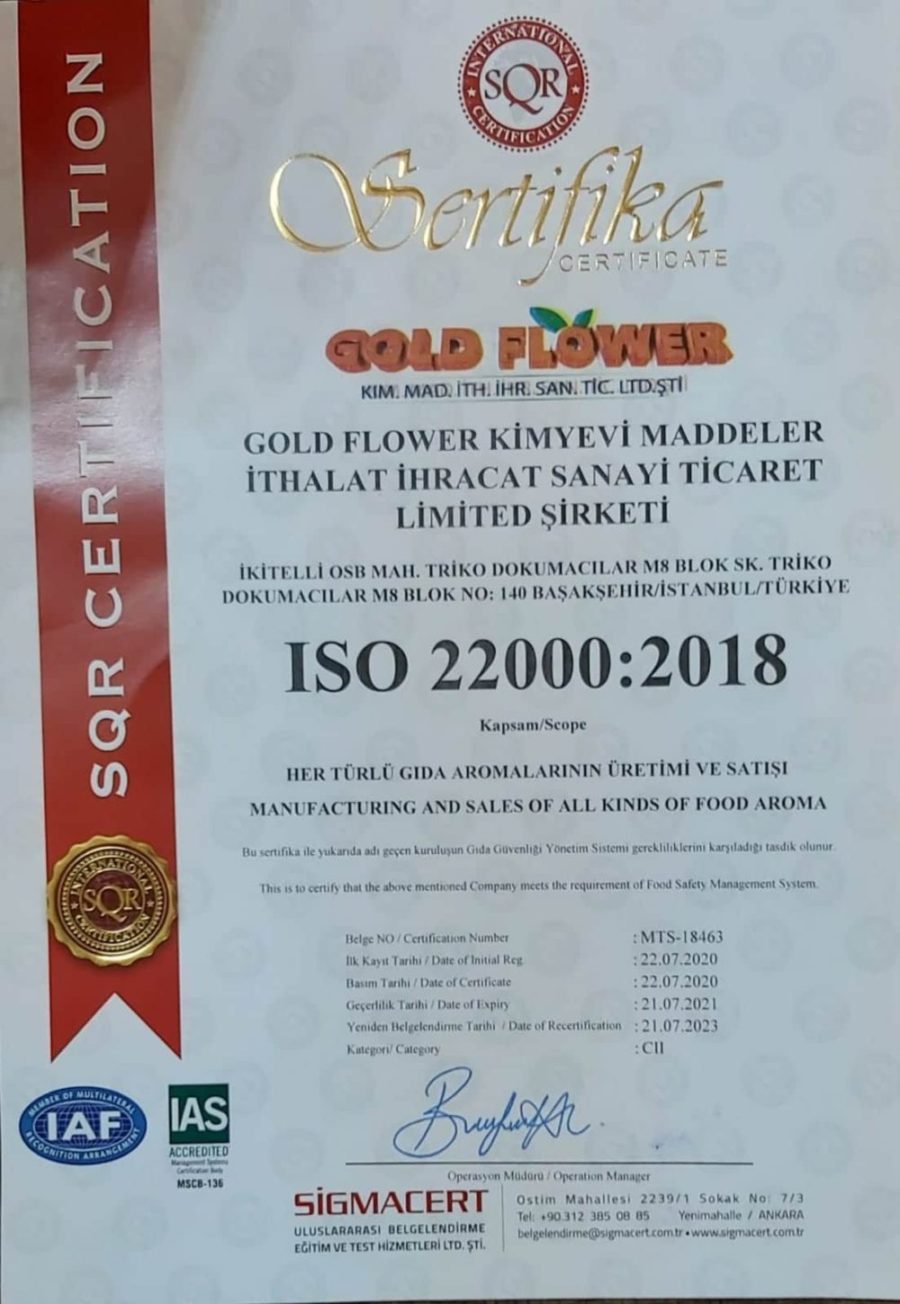 SQR CERTIFICATION
INTERNATIONAL
SQR
CERTIFICATION
Sertifika
CERTIFICATE
GOLD FLOWER
KIM. MAD. İTH. İHR. SAN. TİC. LTD.ŞTİ
GOLD FLOWER KİMYEVİ MADDELER
İTHALAT İHRACAT SANAYİ TİCARET
LİMİTED ŞİRKETİ
İKİTELLİ OSB MAH. TRİKO DOKUMACILAR M8 BLOK SK. TRİKO
DOKUMACILAR M8 BLOK NO: 140 BAŞAKŞEHİR/İSTANBUL/TÜRKİYE
ISO 22000:2018
Kapsam/Scope
HER TÜRLÜ GIDA AROMALARININ ÜRETİMİ VE SATIŞI
MANUFACTURING AND SALES OF ALL KINDS OF FOOD AROMA
Bu sertifika ile yukarıda adı geçen kuruluşun Gıda Güvenliği Yönetim Sistemi gerekliliklerini karşıladığı tasdik olunur.
This is to certify that the above mentioned Company meets the requirement of Food Safety Management System.
Belge NO / Certification Number : MTS-18463
İlk Kayıt Tarihi / Date of Initial Reg. : 22.07.2020
Basım Tarihi / Date of Certificate : 22.07.2020
Geçerlilik Tarihi / Date of Expiry : 21.07.2021
Yeniden Belgelendirme Tarihi / Date of Recertification : 21.07.2023
Kategori/ Category : CII
INTERNATIONAL
SQR
CERTIFICATION
MEMBER OF MULTILATERAL
IAF
RECOGNITION ARRANGEMENT
IAS
ACCREDITED
Management Systems
Certification Body
MSCB-136
Operasyon Müdürü / Operation Manager
SİGMACERT
ULUSLARARASI BELGELENDİRME
EĞİTİM VE TEST HİZMETLERİ LTD. ŞTİ.
Ostim Mahallesi 2239/1 Sokak No: 7/3
Tel: +90.312 385 08 85 Yenimahalle / ANKARA
belgelendirme@sigmacert.com.tr • www.sigmacert.com.tr